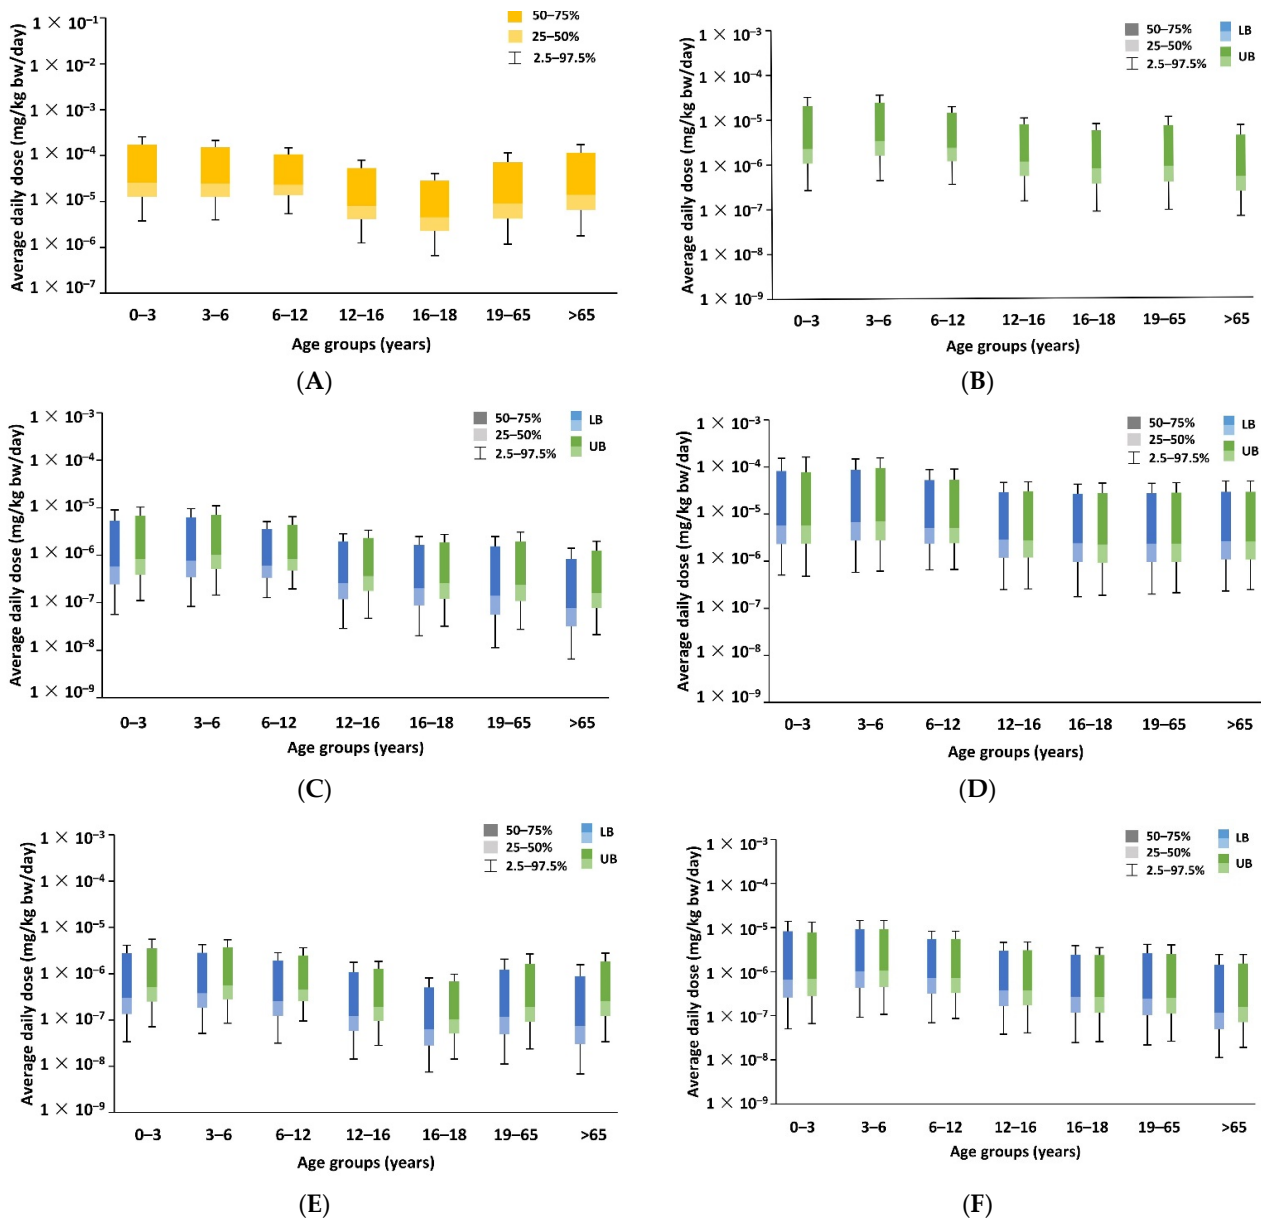 1 × 10⁻¹
1 × 10⁻²
1 × 10⁻³
1 × 10⁻⁴
1 × 10⁻⁵
1 × 10⁻⁶
1 × 10⁻⁷
Average daily dose (mg/kg bw/day)
50–75%
25–50%
2.5–97.5%
0–3 3–6 6–12 12–16 16–18 19–65 >65
Age groups (years)
(A)
1 × 10⁻³
1 × 10⁻⁴
1 × 10⁻⁵
1 × 10⁻⁶
1 × 10⁻⁷
1 × 10⁻⁸
1 × 10⁻⁹
Average daily dose (mg/kg bw/day)
50–75% LB
25–50%
2.5–97.5% UB
0–3 3–6 6–12 12–16 16–18 19–65 >65
Age groups (years)
(B)
1 × 10⁻³
1 × 10⁻⁴
1 × 10⁻⁵
1 × 10⁻⁶
1 × 10⁻⁷
1 × 10⁻⁸
1 × 10⁻⁹
Average daily dose (mg/kg bw/day)
50–75% LB
25–50%
2.5–97.5% UB
0–3 3–6 6–12 12–16 16–18 19–65 >65
Age groups (years)
(C)
1 × 10⁻³
1 × 10⁻⁴
1 × 10⁻⁵
1 × 10⁻⁶
1 × 10⁻⁷
1 × 10⁻⁸
1 × 10⁻⁹
Average daily dose (mg/kg bw/day)
50–75% LB
25–50%
2.5–97.5% UB
0–3 3–6 6–12 12–16 16–18 19–65 >65
Age groups (years)
(D)
1 × 10⁻³
1 × 10⁻⁴
1 × 10⁻⁵
1 × 10⁻⁶
1 × 10⁻⁷
1 × 10⁻⁸
1 × 10⁻⁹
Average daily dose (mg/kg bw/day)
50–75% LB
25–50%
2.5–97.5% UB
0–3 3–6 6–12 12–16 16–18 19–65 >65
Age groups (years)
(E)
1 × 10⁻³
1 × 10⁻⁴
1 × 10⁻⁵
1 × 10⁻⁶
1 × 10⁻⁷
1 × 10⁻⁸
1 × 10⁻⁹
Average daily dose (mg/kg bw/day)
50–75% LB
25–50%
2.5–97.5% UB
0–3 3–6 6–12 12–16 16–18 19–65 >65
Age groups (years)
(F)